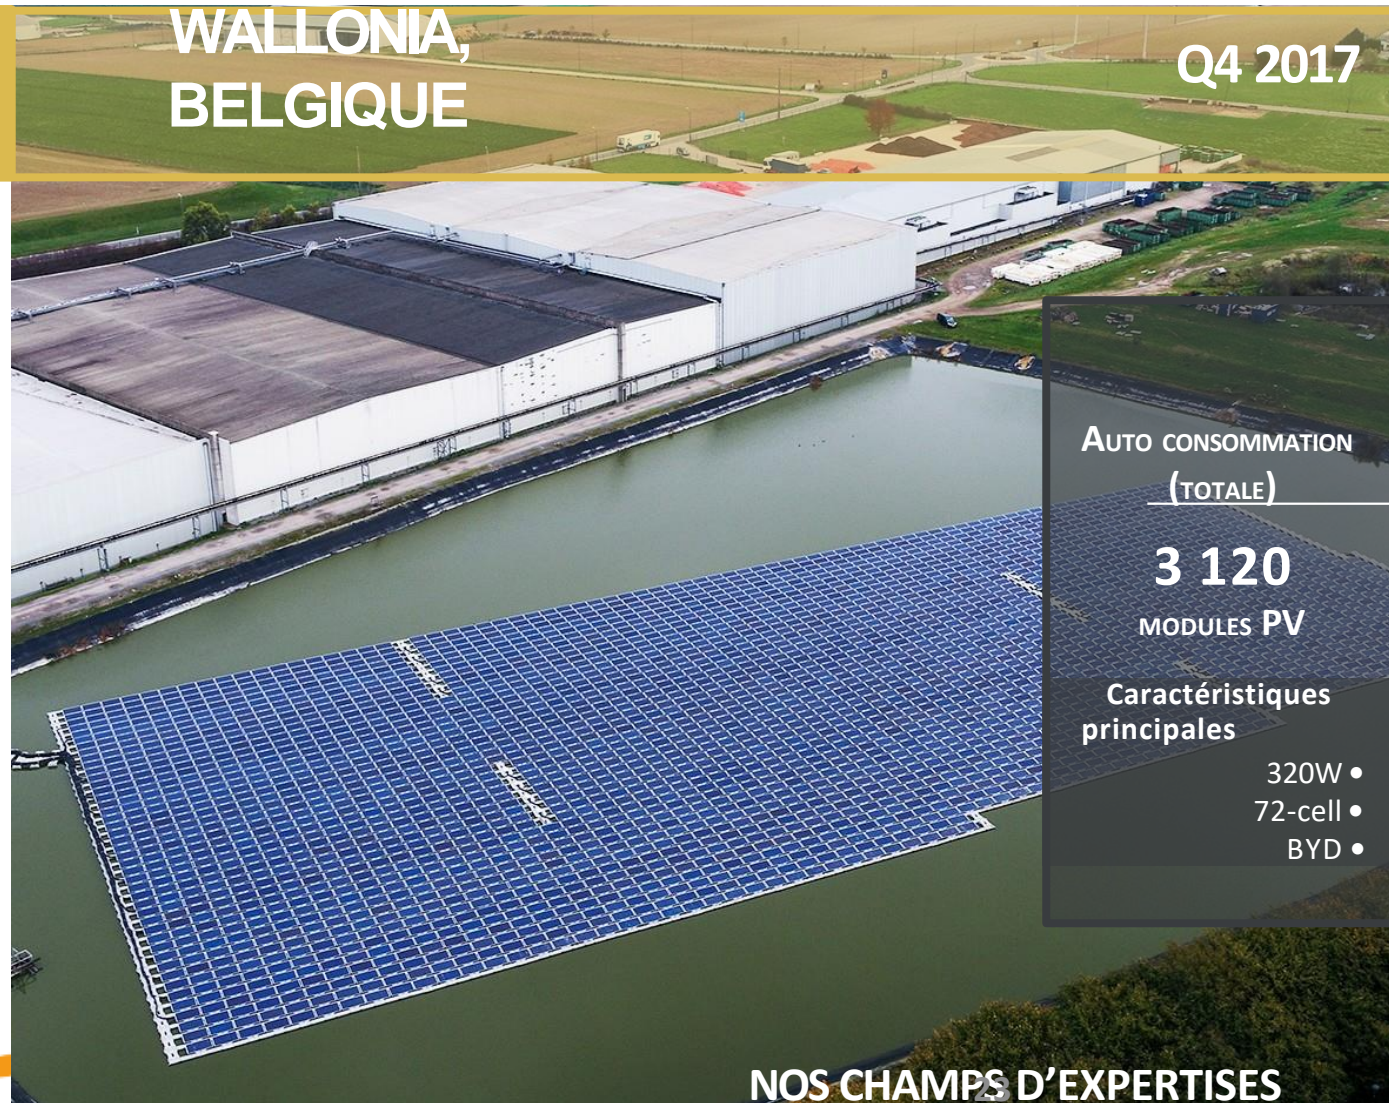 WALLONIA,
BELGIQUE
Q4 2017
AUTO CONSOMMATION
(TOTALE)
3 120
MODULES PV
Caractéristiques
principales
320W •
72-cell •
BYD •
NOS CHAMPS D’EXPERTISES
23